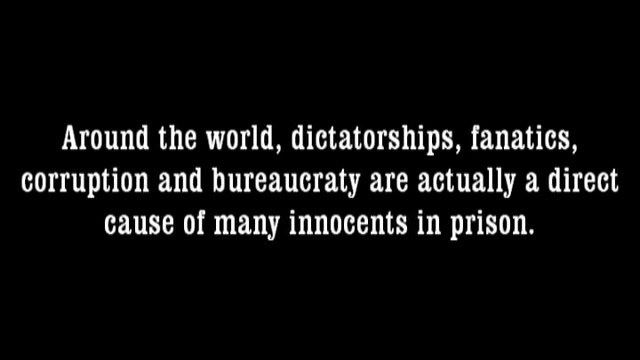 Around the world, dictatorships, fanatics,
corruption and bureaucraty are actually a direct
cause of many innocents in prison.